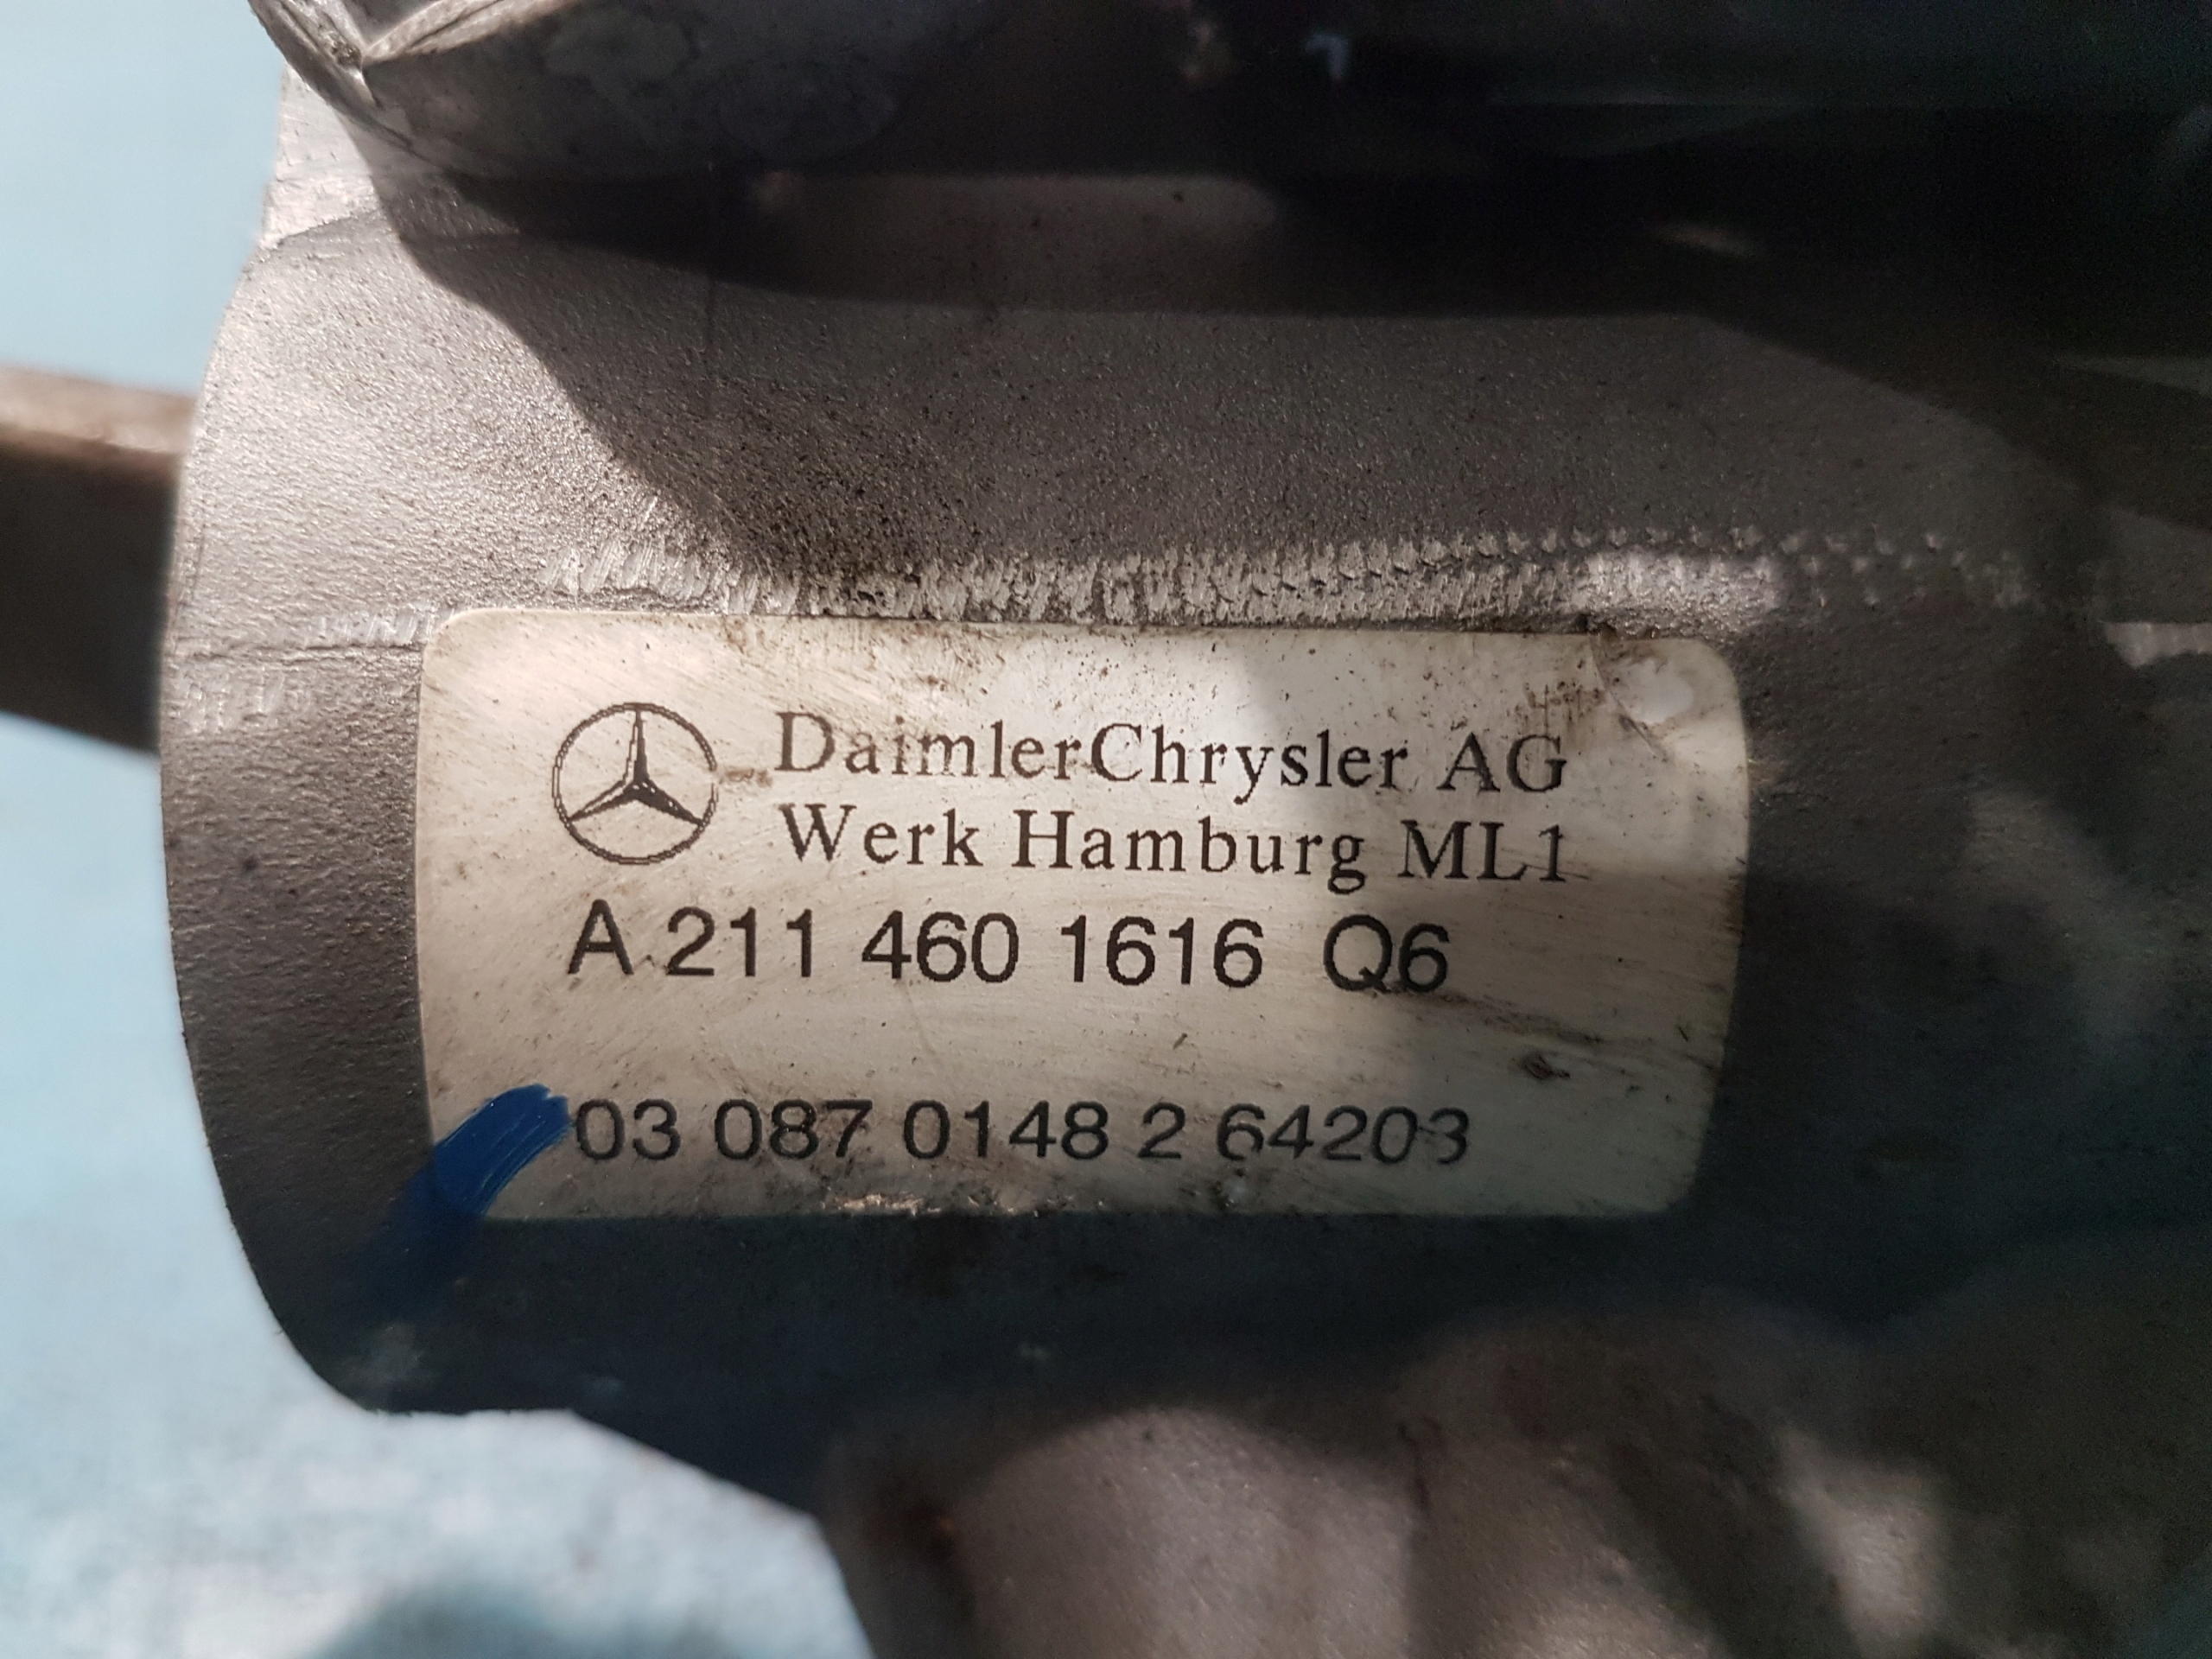 DaimlerChrysler AG
Werk Hamburg ML1
A 211 460 1616 Q6
03 087 0148 2 64203